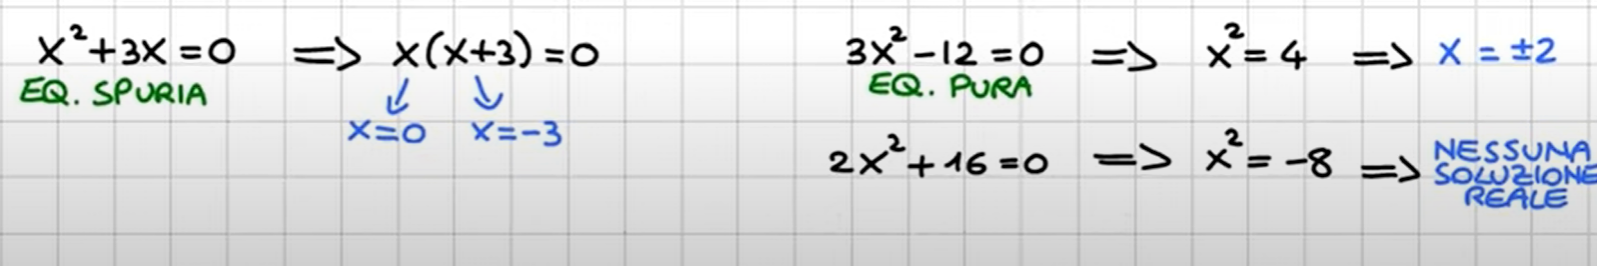 x²+3x=0 => x(x+3)=0
EQ. SPURIA
x=0 x=-3
3x²-12=0 => x²=4 => x=±2
EQ. PURA
2x²+16=0 => x²=-8 => NESSUNA
SOLUZIONE
REALE